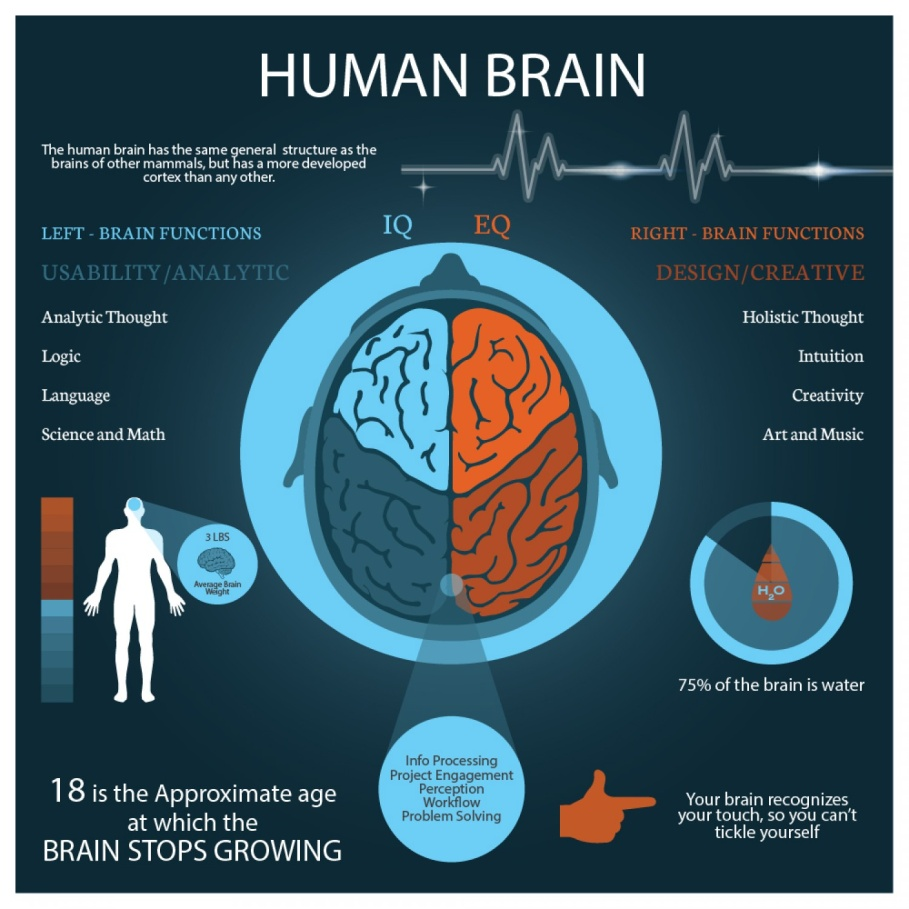 HUMAN BRAIN
The human brain has the same general structure as the
brains of other mammals, but has a more developed
cortex than any other.
IQ
EQ
LEFT - BRAIN FUNCTIONS
USABILITY/ANALYTIC
Analytic Thought
Logic
Language
Science and Math
RIGHT - BRAIN FUNCTIONS
DESIGN/CREATIVE
Holistic Thought
Intuition
Creativity
Art and Music
3 LBS
Average Brain
Weight
H2O
75% of the brain is water
Info Processing
Project Engagement
Perception
Workflow
Problem Solving
18 is the Approximate age
at which the
BRAIN STOPS GROWING
Your brain recognizes
your touch, so you can't
tickle yourself